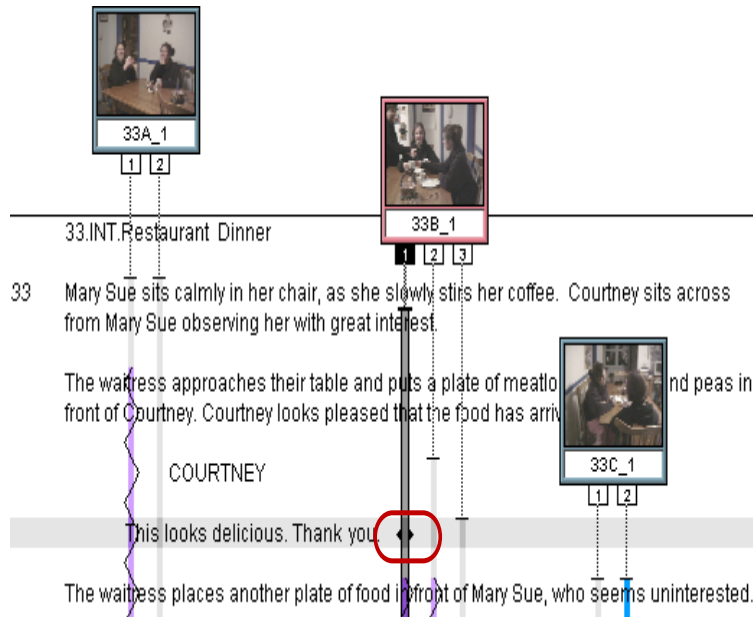 33A_1
1 2
33B_1
1 2 3
33.INT.Restaurant Dinner
33 Mary Sue sits calmly in her chair, as she slowly stirs her coffee. Courtney sits across
from Mary Sue observing her with great interest.
The waitress approaches their table and puts a plate of meatlo nd peas in
front of Courtney. Courtney looks pleased that the food has arriv
33C_1
1 2
COURTNEY
This looks delicious. Thank you.
The waitress places another plate of food in front of Mary Sue, who seems uninterested.